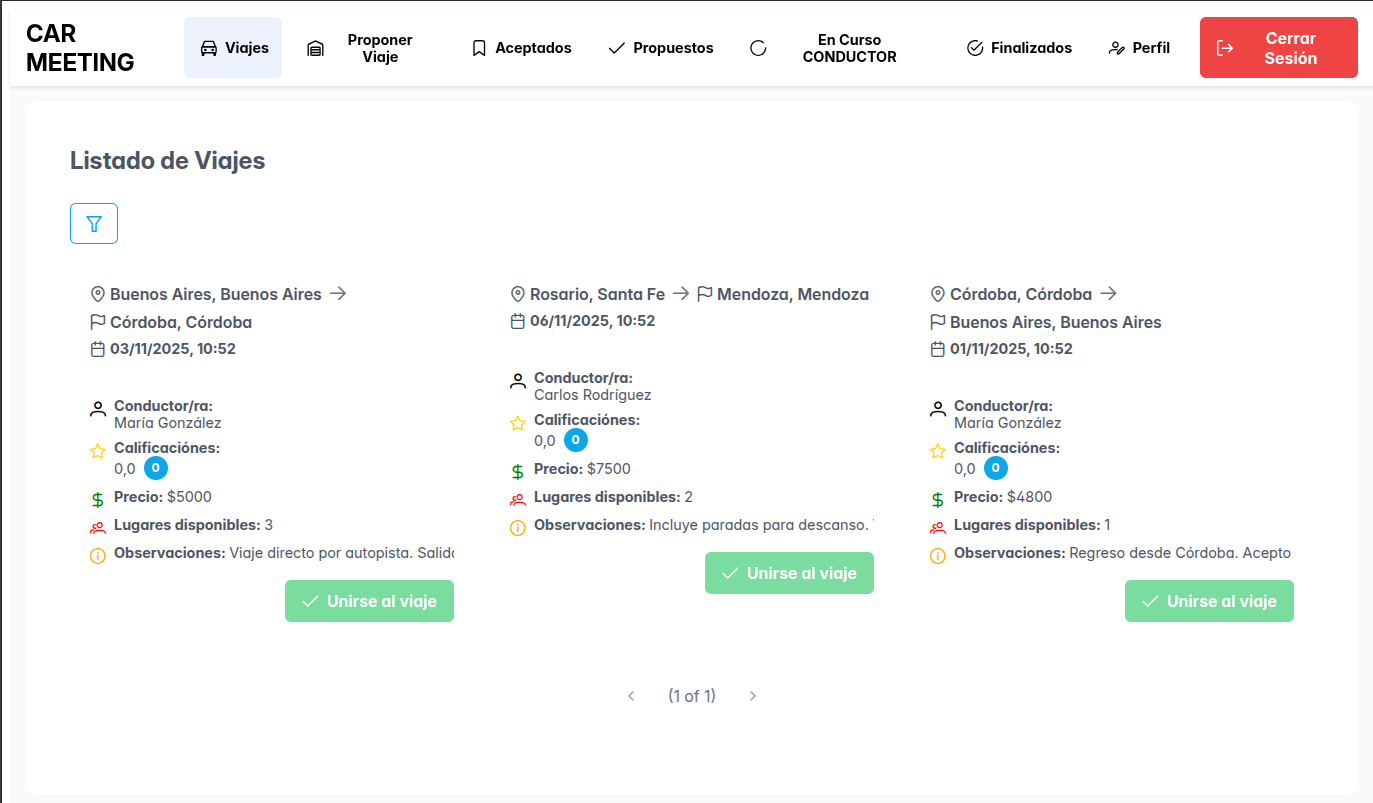 CAR
MEETING
Viajes
Proponer
Viaje
Aceptados
Propuestos
En Curso
CONDUCTOR
Finalizados
Perfil
Cerrar
Sesión
Listado de Viajes
Buenos Aires, Buenos Aires
Córdoba, Córdoba
03/11/2025, 10:52
Conductor/ra:
María González
Calificaciónes:
0,0 0
Precio: $5000
Lugares disponibles: 3
Observaciones: Viaje directo por autopista. Salid
Unirse al viaje
Rosario, Santa Fe → Mendoza, Mendoza
06/11/2025, 10:52
Conductor/ra:
Carlos Rodríguez
Calificaciónes:
0,0 0
Precio: $7500
Lugares disponibles: 2
Observaciones: Incluye paradas para descanso.
Unirse al viaje
Córdoba, Córdoba
Buenos Aires, Buenos Aires
01/11/2025, 10:52
Conductor/ra:
María González
Calificaciónes:
0,0 0
Precio: $4800
Lugares disponibles: 1
Observaciones: Regreso desde Córdoba. Acepto
Unirse al viaje
(1 of 1)